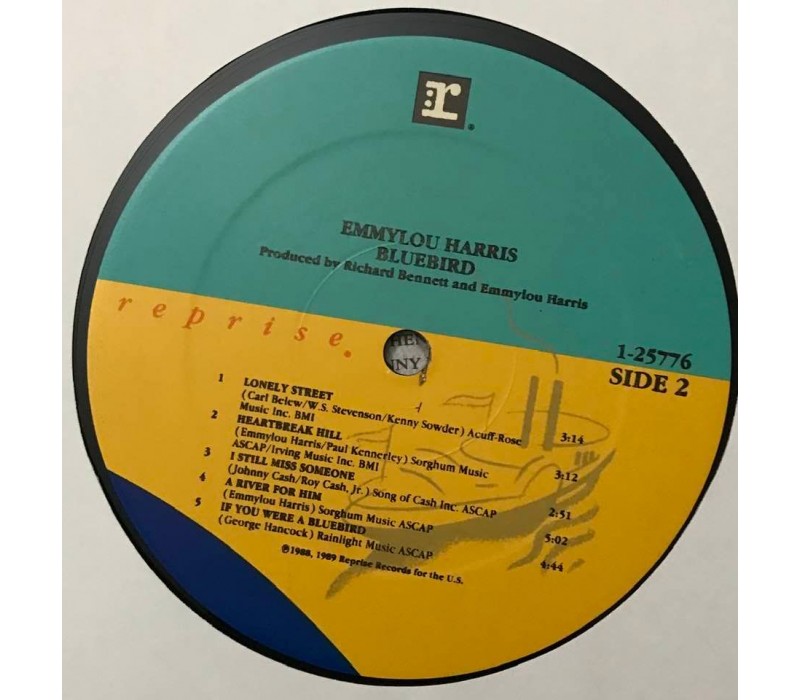 r
EMMYLOU HARRIS
BLUEBIRD
Produced by Richard Bennett and Emmylou Harris
reprise.
1-25776
SIDE 2
1 LONELY STREET
(Carl Belew/W.S. Stevenson/Kenny Sowder) Acuff-Rose
Music Inc. BMI 3:14
2 HEARTBREAK HILL
(Emmylou Harris/Paul Kennerley) Sorghum Music
ASCAP/Irving Music Inc. BMI 3:12
3 I STILL MISS SOMEONE
(Johnny Cash/Roy Cash, Jr.) Song of Cash Inc. ASCAP 2:51
4 A RIVER FOR HIM
(Emmylou Harris) Sorghum Music ASCAP 5:02
5 IF YOU WERE A BLUEBIRD
(George Hancock) Rainlight Music ASCAP 4:44
℗1988, 1989 Reprise Records for the U.S.